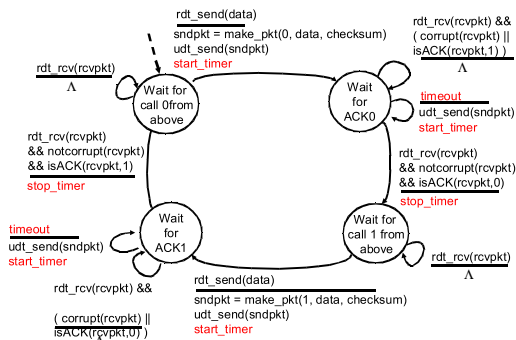 rdt_send(data)
sndpkt = make_pkt(0, data, checksum)
udt_send(sndpkt)
start_timer
rdt_rcv(rcvpkt) &&
( corrupt(rcvpkt) ||
isACK(rcvpkt,1) )
Λ
rdt_rcv(rcvpkt)
Λ
Wait for
call 0from
above
Wait
for
ACK0
timeout
udt_send(sndpkt)
start_timer
rdt_rcv(rcvpkt)
&& notcorrupt(rcvpkt)
&& isACK(rcvpkt,1)
stop_timer
rdt_rcv(rcvpkt)
&& notcorrupt(rcvpkt)
&& isACK(rcvpkt,0)
stop_timer
timeout
udt_send(sndpkt)
start_timer
Wait
for
ACK1
Wait for
call 1 from
above
rdt_rcv(rcvpkt)
Λ
rdt_rcv(rcvpkt) &&
( corrupt(rcvpkt) ||
isACK(rcvpkt,0) )
Λ
rdt_send(data)
sndpkt = make_pkt(1, data, checksum)
udt_send(sndpkt)
start_timer